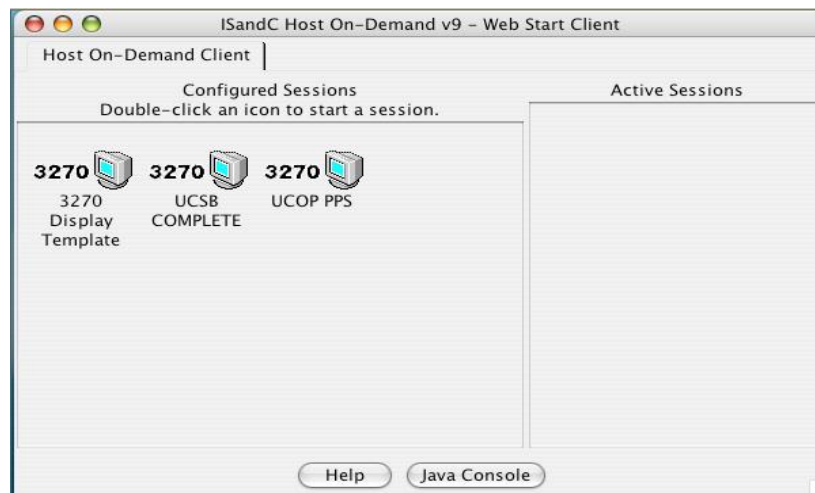 ISandC Host On-Demand v9 - Web Start Client
Host On-Demand Client
Configured Sessions
Double-click an icon to start a session.
Active Sessions
3270
3270 Display Template
3270
UCSB COMPLETE
3270
UCOP PPS
Help
Java Console